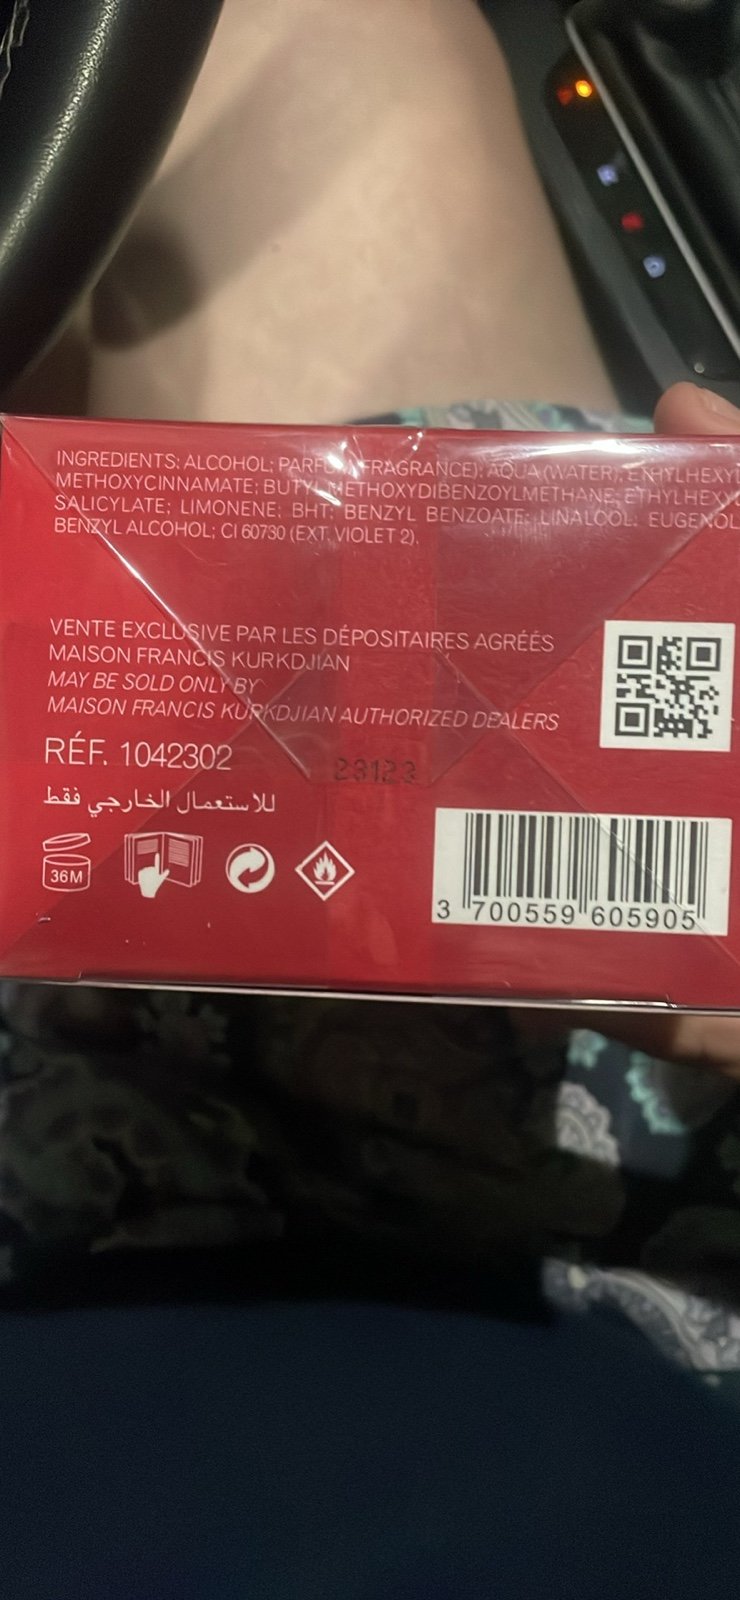 INGREDIENTS: ALCOHOL; PARFUM (FRAGRANCE); AQUA (WATER); EXHYLHEXYL
METHOXYCINNAMATE; BUTYL METHOXYDIBENZOYLMETHANE; ETHYLHEXYL
SALICYLATE; LIMONENE; BHT; BENZYL BENZOATE; LINALOOL; EUGENOL
BENZYL ALCOHOL; CI 60730 (EXT. VIOLET 2).
VENTE EXCLUSIVE PAR LES DÉPOSITAIRES AGRÉÉS
MAISON FRANCIS KURKDJIAN
MAY BE SOLD ONLY BY
MAISON FRANCIS KURKDJIAN AUTHORIZED DEALERS
RÉF. 1042302
23123
للاستعمال الخارجي فقط
36M
3 700559 605905